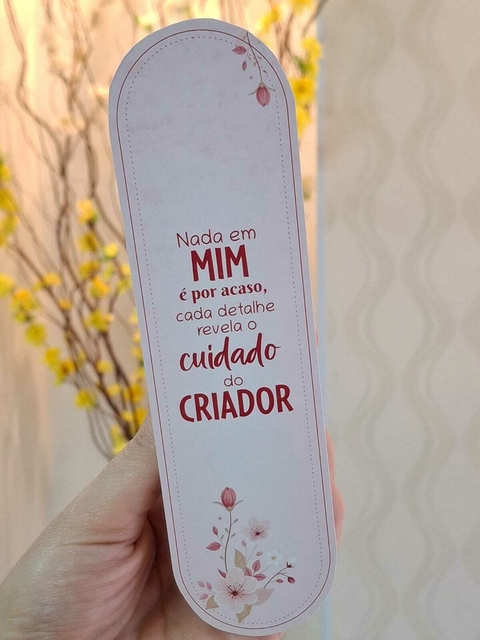 Nada em
MIM
é por acaso,
cada detalhe
revela o
cuidado
do
CRIADOR